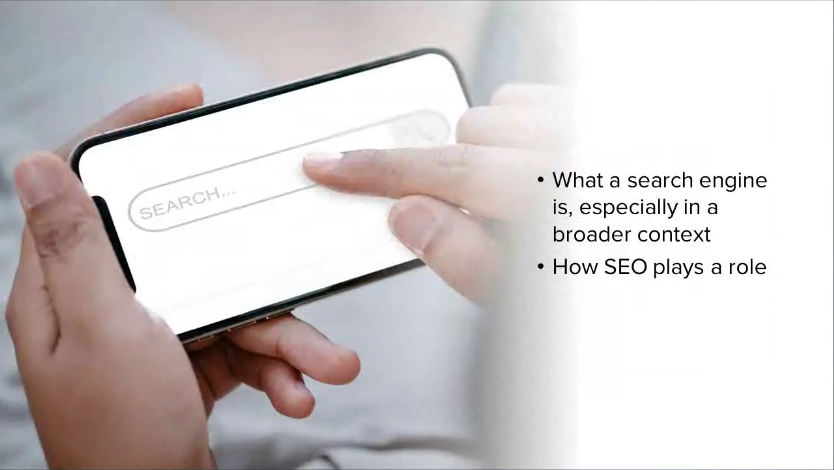 SEARCH...
• What a search engine
is, especially in a
broader context
• How SEO plays a role